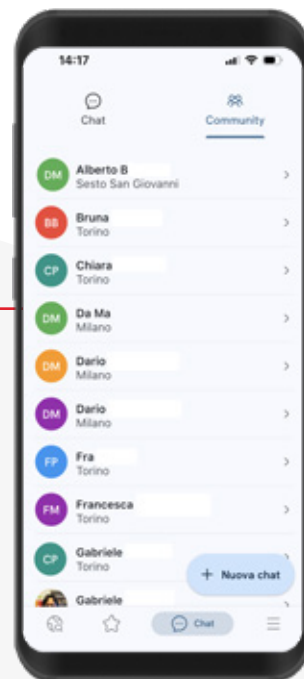 14:17
Chat
Community
DM
Alberto B
Sesto San Giovanni
BB
Bruna
Torino
CP
Chiara
Torino
DM
Da Ma
Milano
DM
Dario
Milano
DM
Dario
Milano
FP
Fra
Torino
FM
Francesca
Torino
CP
Gabriele
Torino
+ Nuova chat
Gabriele
Chat